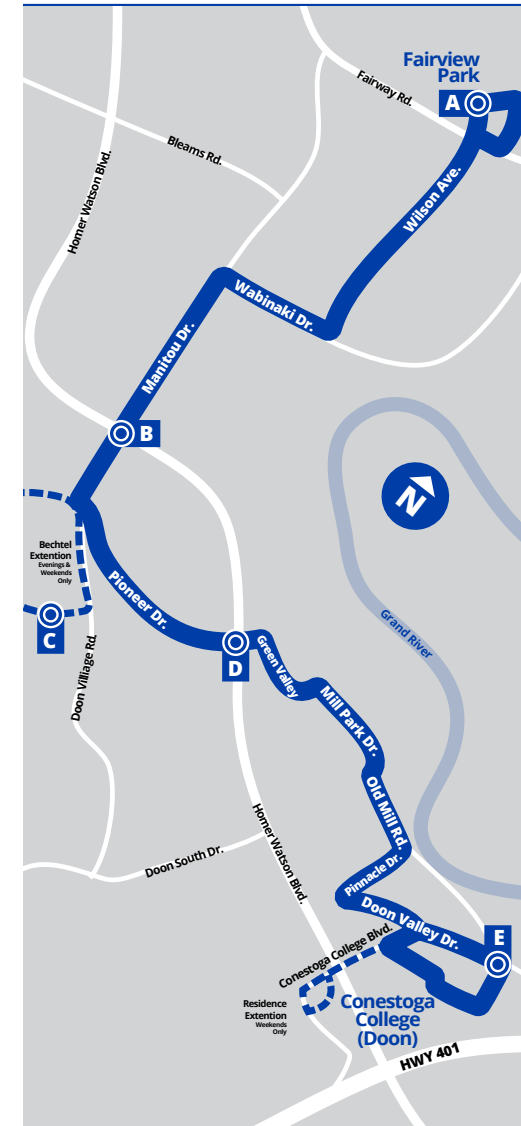 Fairview
Park
A
Fairway Rd.
Bleams Rd.
Homer Watson Blvd.
Wilson Ave.
Wabinaki Dr.
Manitou Dr.
B
N
Bechtel
Extention
Evenings &
Weekends
Only
C
Pioneer Dr.
Doon Villiage Rd.
D
Green Valley
Grand River
Mill Park Dr.
Old Mill Rd.
Homer Watson Blvd.
Doon South Dr.
Pinnacle Dr.
Doon Valley Dr.
E
Conestoga College Blvd.
Residence
Extention
Weekends
Only
Conestoga
College
(Doon)
HWY 401